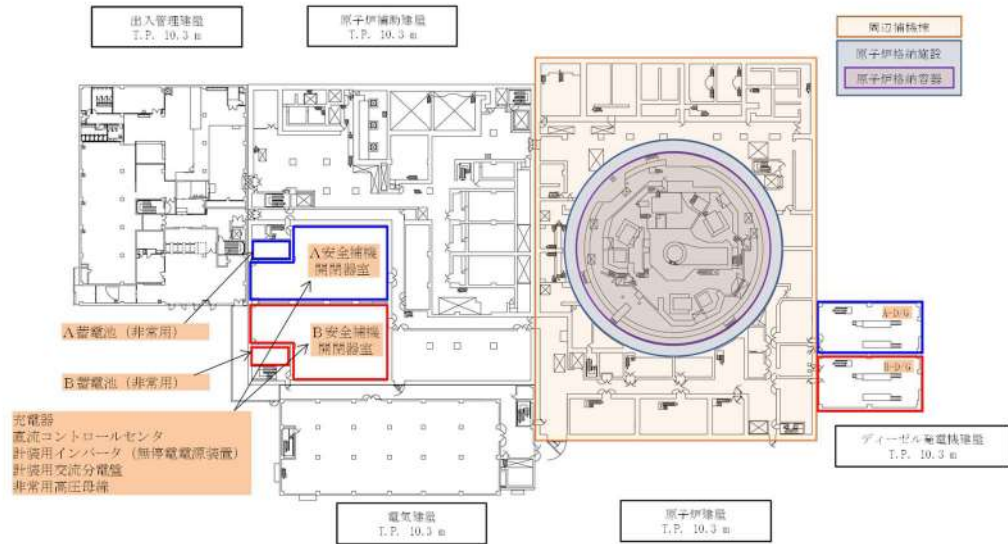 出入管理建屋
T.P. 10.3 m
原子炉補助建屋
T.P. 10.3 m
周辺補機棟
原子炉格納施設
原子炉格納容器
A安全補機
開閉器室
B安全補機
開閉器室
A蓄電池(非常用)
B蓄電池(非常用)
A-D/G
B-D/G
充電器
直流コントロールセンタ
計装用インバータ(無停電電源装置)
計装用交流分電盤
非常用高圧母線
ディーゼル発電機建屋
T.P. 10.3 m
電気建屋
T.P. 10.3 m
原子炉建屋
T.P. 10.3 m